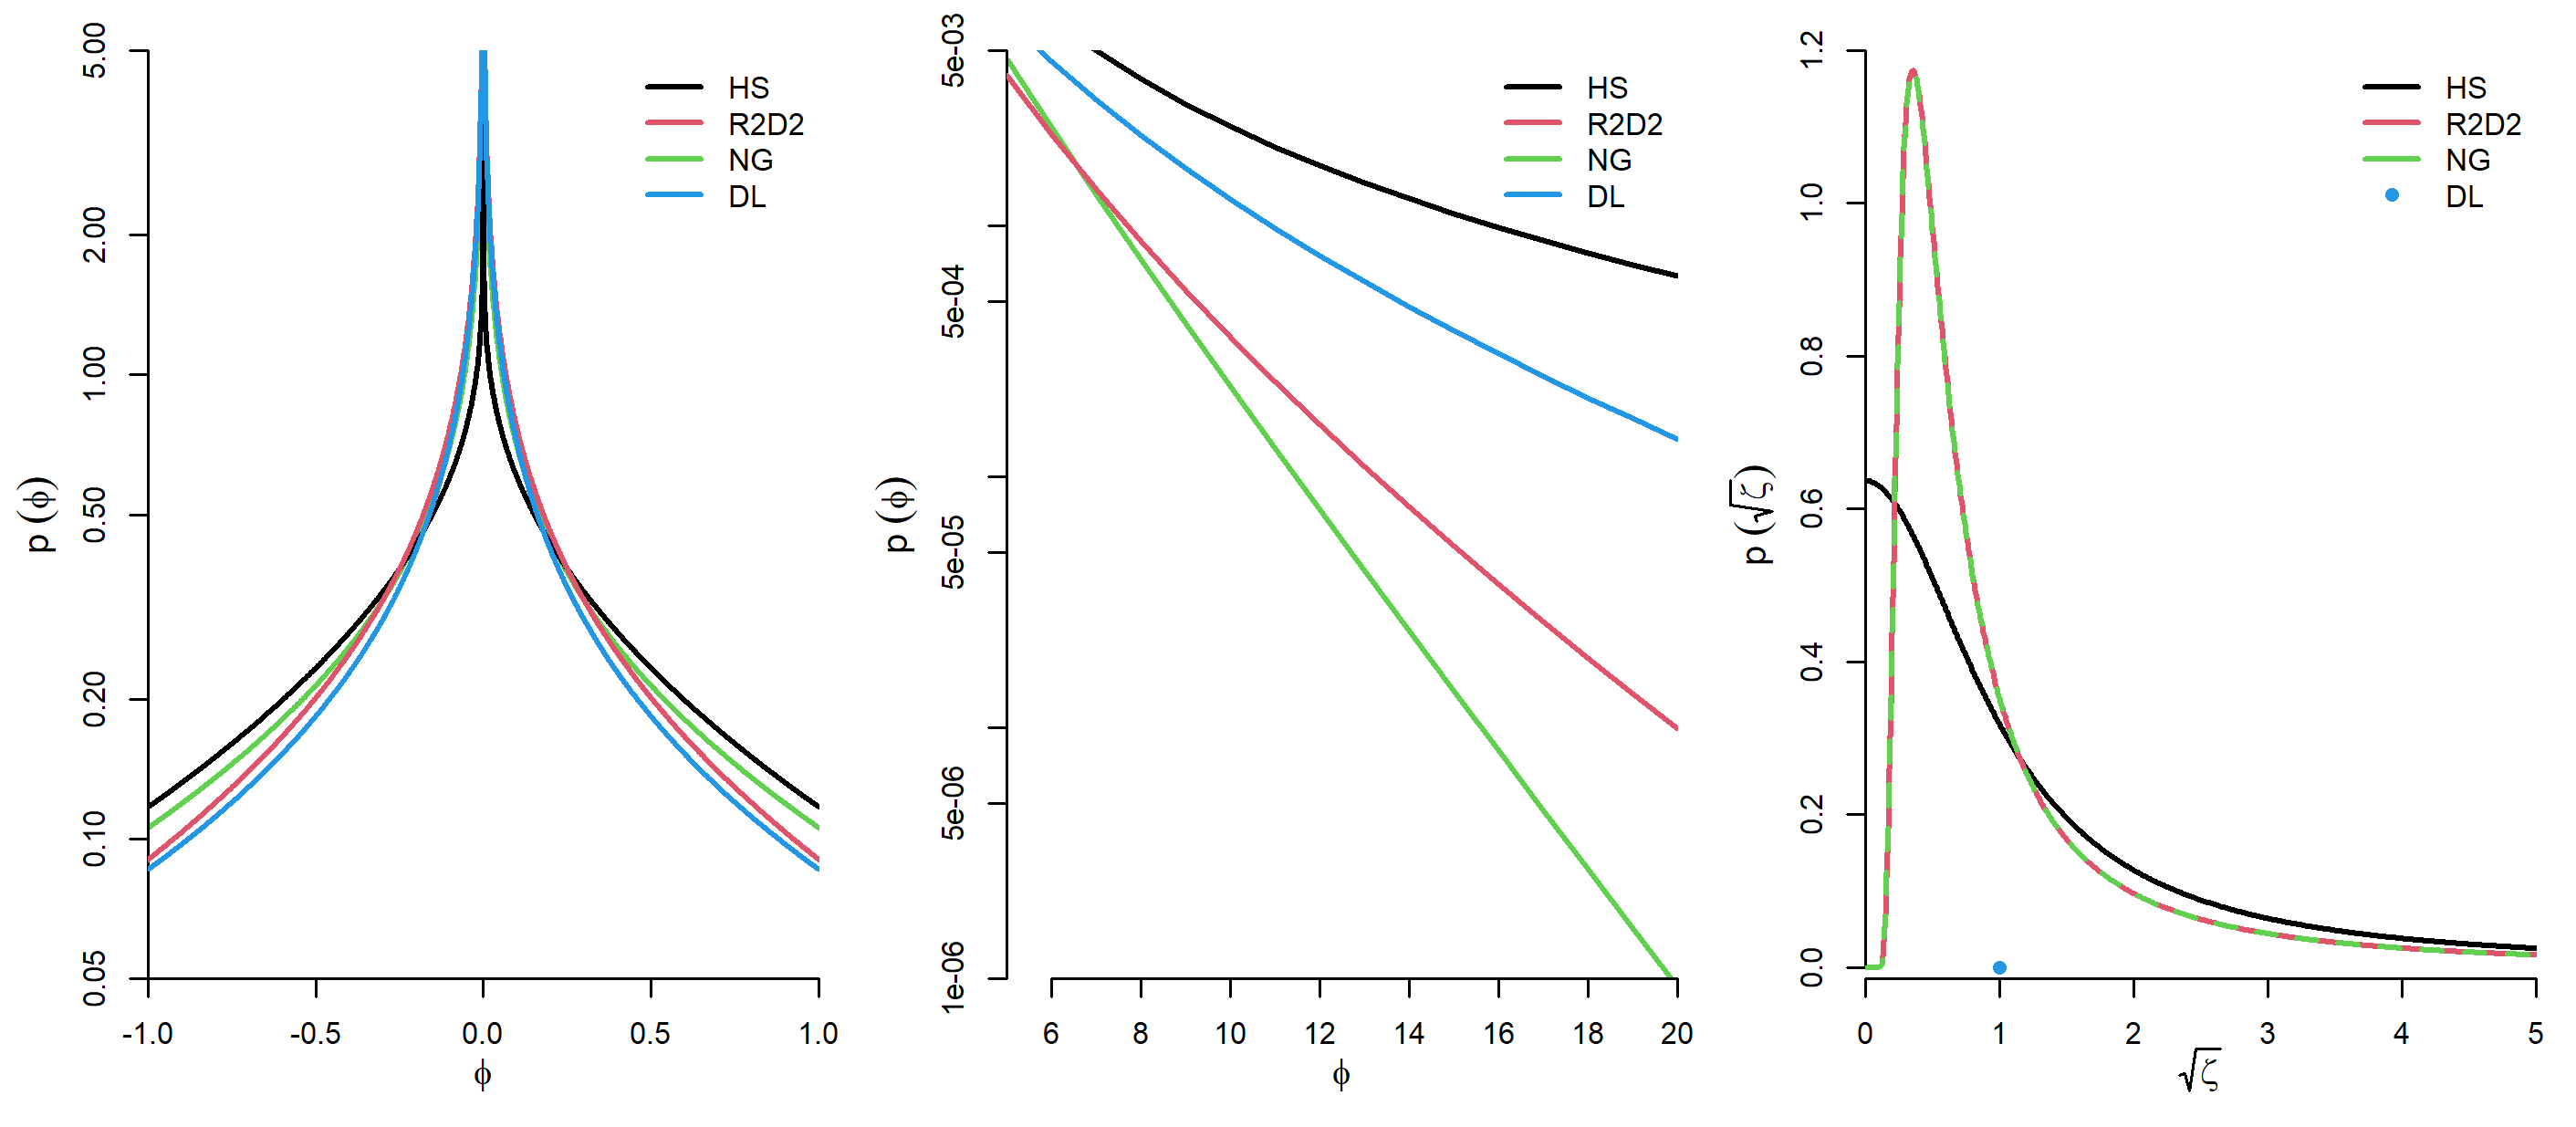 p (ϕ)
5.00
2.00
1.00
0.50
0.20
0.10
0.05
-1.0 -0.5 0.0 0.5 1.0
ϕ
HS
R2D2
NG
DL
p (ϕ)
5e-03
5e-04
5e-05
5e-06
1e-06
6 8 10 12 14 16 18 20
ϕ
HS
R2D2
NG
DL
p (√ζ)
1.2
1.0
0.8
0.6
0.4
0.2
0.0
0 1 2 3 4 5
√ζ
HS
R2D2
NG
DL